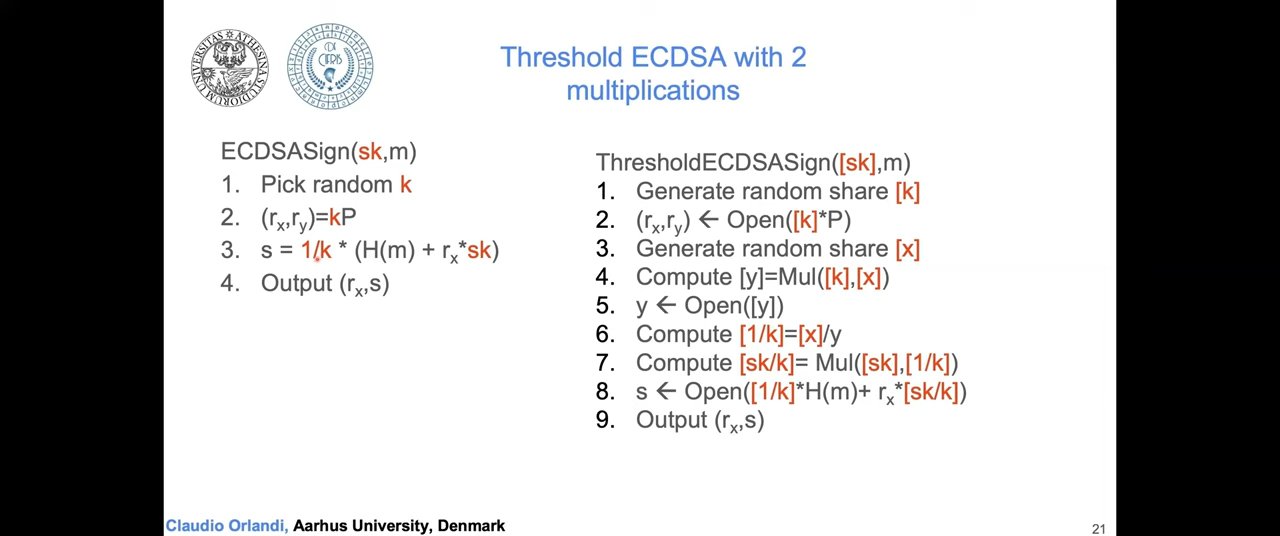 Threshold ECDSA with 2
multiplications
ECDSASign(sk,m)
1. Pick random k
2. (rx,ry)=kP
3. s = 1/k * (H(m) + rx*sk)
4. Output (rx,s)
ThresholdECDSASign([sk],m)
1. Generate random share [k]
2. (rx,ry) ← Open([k]*P)
3. Generate random share [x]
4. Compute [y]=Mul([k],[x])
5. y ← Open([y])
6. Compute [1/k]=[x]/y
7. Compute [sk/k]= Mul([sk],[1/k])
8. s ← Open([1/k]*H(m)+ rx*[sk/k])
9. Output (rx,s)
Claudio Orlandi, Aarhus University, Denmark
21